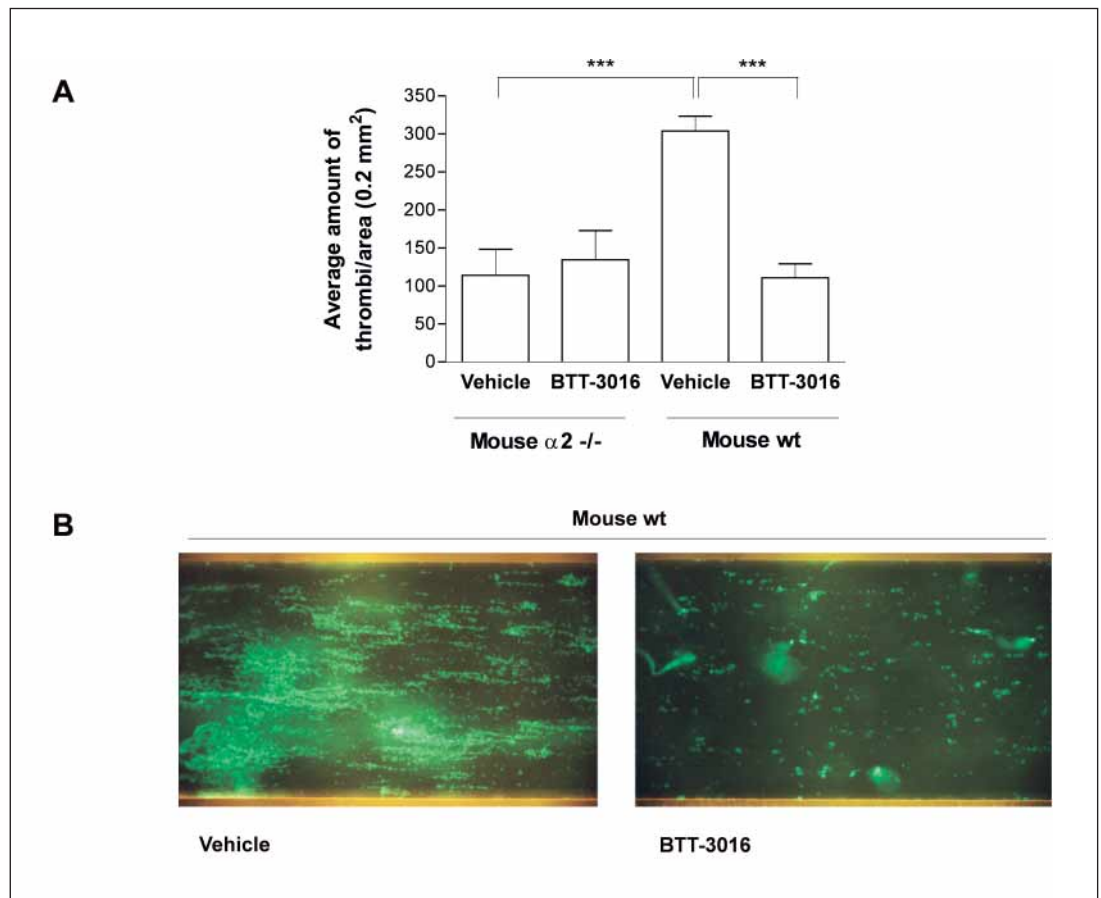 A
*** ***
Average amount of
thrombi/area (0.2 mm²)
350
300
250
200
150
100
50
0
Vehicle BTT-3016 Vehicle BTT-3016
Mouse α2 -/- Mouse wt
B
Mouse wt
Vehicle BTT-3016